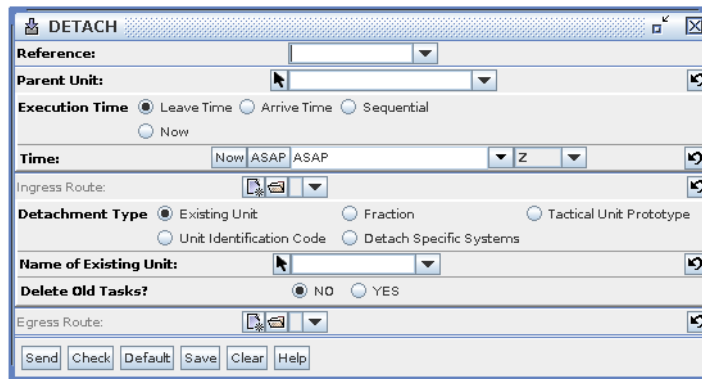 DETACH
Reference:
Parent Unit:
Execution Time Leave Time Arrive Time Sequential
Now
Time: Now ASAP ASAP Z
Ingress Route:
Detachment Type Existing Unit Fraction Tactical Unit Prototype
Unit Identification Code Detach Specific Systems
Name of Existing Unit:
Delete Old Tasks? NO YES
Egress Route:
Send Check Default Save Clear Help